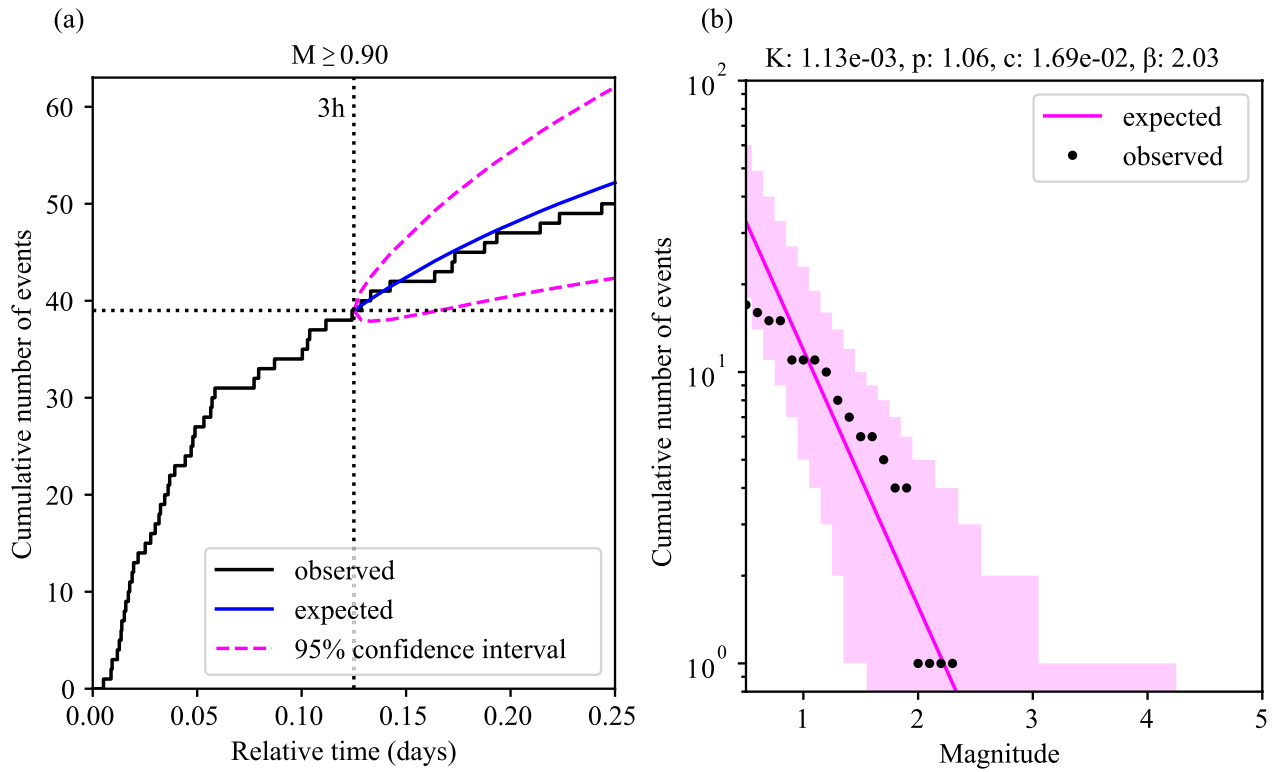 (a)
M ≥ 0.90
3h
Cumulative number of events
60
50
40
30
20
10
0
observed
expected
95% confidence interval
0.00 0.05 0.10 0.15 0.20 0.25
Relative time (days)
(b)
K: 1.13e-03, p: 1.06, c: 1.69e-02, β: 2.03
expected
observed
Cumulative number of events
10²
10¹
10⁰
1 2 3 4 5
Magnitude